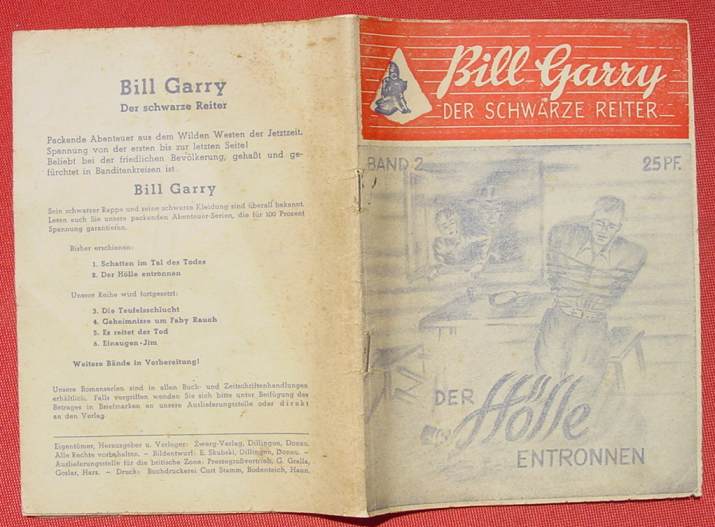 Bill Garry
Der schwarze Reiter
Packende Abenteuer aus dem Wilden Westen der Jetztzeit.
Spannung von der ersten bis zur letzten Seite!
Beliebt bei der friedlichen Bevölkerung, gehaßt und ge-
fürchtet in Banditenkreisen ist
Bill Garry
Sein schwarzer Rappe und seine schwarze Kleidung sind überall bekannt.
Lesen auch Sie unsere packenden Abenteuer-Serien, die für 100 Prozent
Spannung garantieren.
Bisher erschienen:
1. Schatten im Tal des Todes
2. Der Hölle entronnen
Unsere Reihe wird fortgesetzt:
3. Die Teufelsschlucht
4. Geheimnisse um Faby Rauch
5. Es reitet der Tod
6. Einaugen-Jim
Weitere Bände in Vorbereitung!
Unsere Romanserien sind in allen Buch- und Zeitschriftenhandlungen
erhältlich. Falls vergriffen wenden Sie sich bitte unter Beifügung des
Betrages in Briefmarken an unsere Auslieferungsstelle oder direkt
an den Verlag.
Eigentümer, Herausgeber u. Verleger: Zwerg-Verlag, Dillingen, Donau.
Alle Rechte vorbehalten. – Bildentwurf: E. Skubski, Dillingen, Donau. –
Auslieferungsstelle für die britische Zone: Pressegroßvertrieb, G. Gralla,
Goslar, Harz. – Druck: Buchdruckerei Curt Stamm, Bodenteich, Hann.
Bill Garry
DER SCHWARZE REITER
BAND 2
25 PF.
DER
Hölle
ENTRONNEN